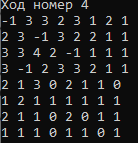 Ход номер 4
-1 3 3 2 3 1 2 1
2 3 -1 3 2 2 2 1
3 3 4 2 -1 1 1 1
3 -1 2 3 3 2 1 1
2 1 3 0 2 1 1 0
1 2 1 1 1 1 1 1
2 1 1 0 2 0 1 1
1 1 1 0 1 1 0 1